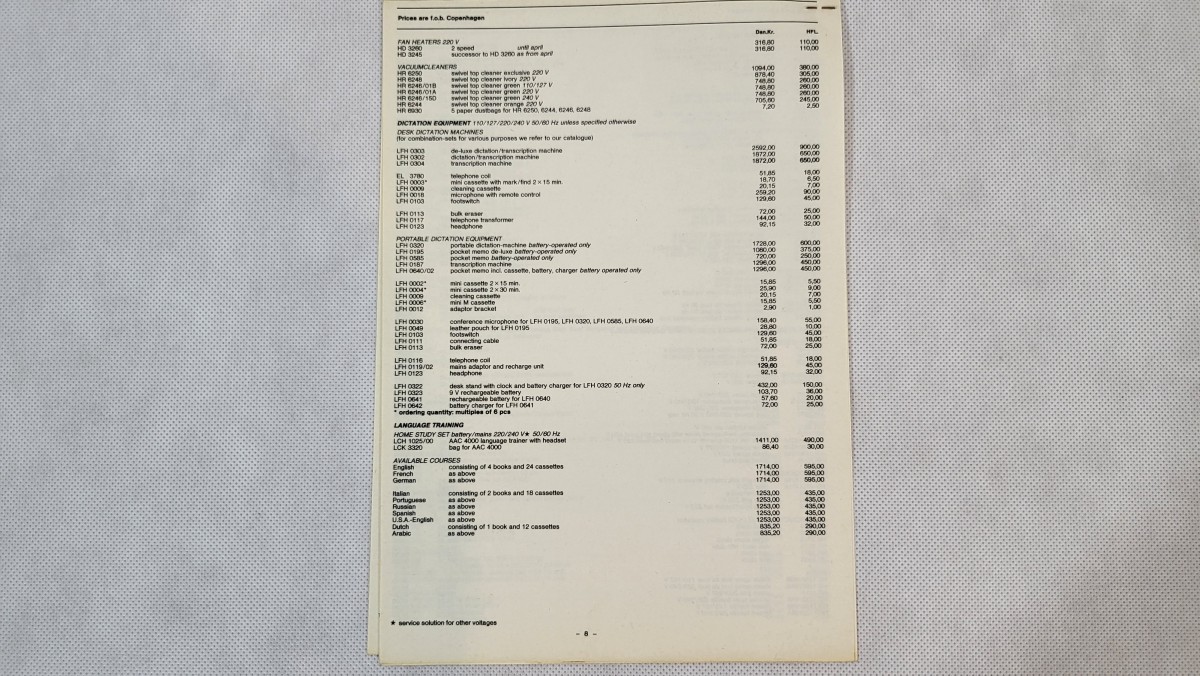 Prices are f.o.b. Copenhagen
Dan.Kr. HFL.
FAN HEATERS 220 V
HD 3260 2 speed until april 316,80 110,00
HD 3245 successor to HD 3260 as from april 316,80 110,00
VACUUMCLEANERS
HR 6250 swivel top cleaner exclusive 220 V 1094,00 380,00
HR 6248 swivel top cleaner ivory 220 V 878,40 305,00
HR 6246/01B swivel top cleaner green 110/127 V 748,80 260,00
HR 6246/01A swivel top cleaner green 220 V 748,80 260,00
HR 6246/15D swivel top cleaner green 240 V 748,80 260,00
HR 6244 swivel top cleaner orange 220 V 705,60 245,00
HR 6930 5 paper dustbags for HR 6250, 6244, 6246, 6248 7,20 2,50
DICTATION EQUIPMENT 110/127/220/240 V 50/60 Hz unless specified otherwise
DESK DICTATION MACHINES
(for combination-sets for various purposes we refer to our catalogue)
LFH 0303 de-luxe dictation/transcription machine 2592,00 900,00
LFH 0302 dictation/transcription machine 1872,00 650,00
LFH 0304 transcription machine 1872,00 650,00
EL 3780 telephone coil 51,85 18,00
LFH 0003* mini cassette with mark/find 2 × 15 min. 18,70 6,50
LFH 0009 cleaning cassette 20,15 7,00
LFH 0018 microphone with remote control 259,20 90,00
LFH 0103 footswitch 129,60 45,00
LFH 0113 bulk eraser 72,00 25,00
LFH 0117 telephone transformer 144,00 50,00
LFH 0123 headphone 92,15 32,00
PORTABLE DICTATION EQUIPMENT
LFH 0320 portable dictation-machine battery-operated only 1728,00 600,00
LFH 0195 pocket memo de-luxe battery-operated only 1080,00 375,00
LFH 0585 pocket memo battery-operated only 720,00 250,00
LFH 0187 transcription machine 1296,00 450,00
LFH 0640/02 pocket memo incl. cassette, battery, charger battery operated only 1296,00 450,00
LFH 0002* mini cassette 2 × 15 min. 15,85 5,50
LFH 0004* mini cassette 2 × 30 min. 25,90 9,00
LFH 0009 cleaning cassette 20,15 7,00
LFH 0006* mini M cassette 15,85 5,50
LFH 0012 adaptor bracket 2,90 1,00
LFH 0030 conference microphone for LFH 0195, LFH 0320, LFH 0585, LFH 0640 158,40 55,00
LFH 0049 leather pouch for LFH 0195 28,80 10,00
LFH 0103 footswitch 129,60 45,00
LFH 0111 connecting cable 51,85 18,00
LFH 0113 bulk eraser 72,00 25,00
LFH 0116 telephone coil 51,85 18,00
LFH 0119/02 mains adaptor and recharge unit 129,60 45,00
LFH 0123 headphone 92,15 32,00
LFH 0322 desk stand with clock and battery charger for LFH 0320 50 Hz only 432,00 150,00
LFH 0323 9 V rechargeable battery 103,70 36,00
LFH 0641 rechargeable battery for LFH 0640 57,60 20,00
LFH 0642 battery charger for LFH 0641 72,00 25,00
* ordering quantity: multiples of 6 pcs
LANGUAGE TRAINING
HOME STUDY SET battery/mains 220/240 V★ 50/60 Hz
LCH 1025/00 AAC 4000 language trainer with headset 1411,00 490,00
LCK 3320 bag for AAC 4000 86,40 30,00
AVAILABLE COURSES
English consisting of 4 books and 24 cassettes 1714,00 595,00
French as above 1714,00 595,00
German as above 1714,00 595,00
Italian consisting of 2 books and 18 cassettes 1253,00 435,00
Portuguese as above 1253,00 435,00
Russian as above 1253,00 435,00
Spanish as above 1253,00 435,00
U.S.A.-English as above 1253,00 435,00
Dutch consisting of 1 book and 12 cassettes 835,20 290,00
Arabic as above 835,20 290,00
★ service solution for other voltages
- 8 -